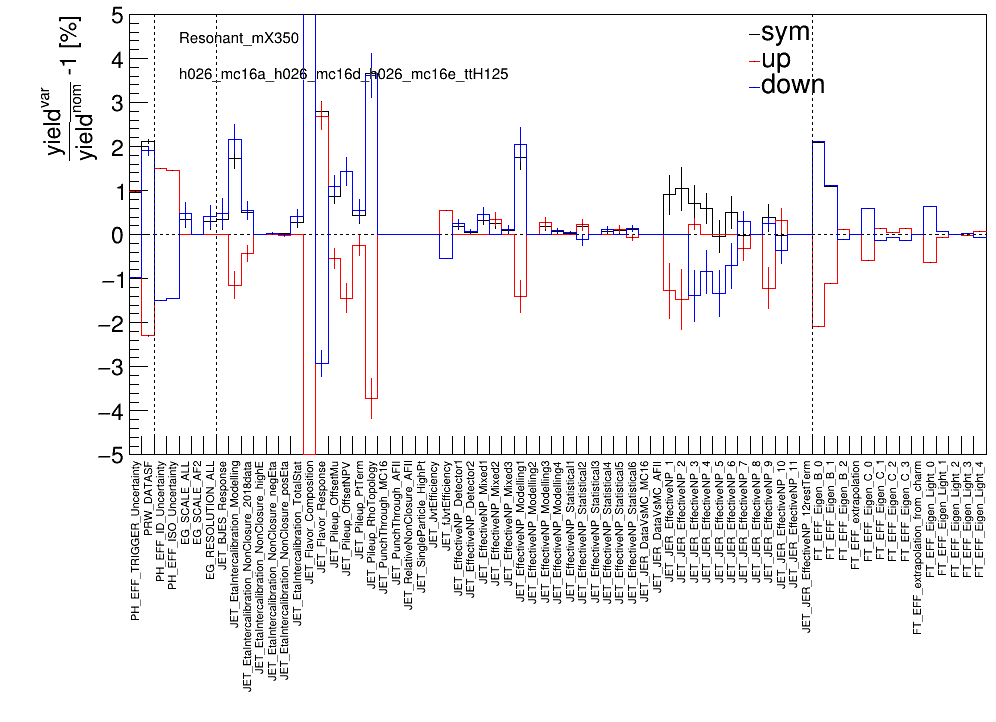 yield^var / yield^nom -1 [%]
5
4
3
2
1
0
−1
−2
−3
−4
−5
Resonant_mX350
h026_mc16a_h026_mc16d_h026_mc16e_ttH125
sym
up
down
PH_EFF_TRIGGER_Uncertainty
PRW_DATASF
PH_EFF_ID_Uncertainty
PH_EFF_ISO_Uncertainty
EG_SCALE_ALL
EG_SCALE_AF2
EG_RESOLUTION_ALL
JET_BJES_Response
JET_EtaIntercalibration_Modelling
JET_EtaIntercalibration_NonClosure_2018data
JET_EtaIntercalibration_NonClosure_highE
JET_EtaIntercalibration_NonClosure_negEta
JET_EtaIntercalibration_NonClosure_posEta
JET_EtaIntercalibration_TotalStat
JET_Flavor_Composition
JET_Flavor_Response
JET_Pileup_OffsetMu
JET_Pileup_OffsetNPV
JET_Pileup_PtTerm
JET_Pileup_RhoTopology
JET_PunchThrough_MC16
JET_PunchThrough_AFII
JET_RelativeNonClosure_AFII
JET_SingleParticle_HighPt
JET_JvtEfficiency
JET_fJvtEfficiency
JET_EffectiveNP_Detector1
JET_EffectiveNP_Detector2
JET_EffectiveNP_Mixed1
JET_EffectiveNP_Mixed2
JET_EffectiveNP_Mixed3
JET_EffectiveNP_Modelling1
JET_EffectiveNP_Modelling2
JET_EffectiveNP_Modelling3
JET_EffectiveNP_Modelling4
JET_EffectiveNP_Statistical1
JET_EffectiveNP_Statistical2
JET_EffectiveNP_Statistical3
JET_EffectiveNP_Statistical4
JET_EffectiveNP_Statistical5
JET_EffectiveNP_Statistical6
JET_JER_DataVsMC_MC16
JET_JER_DataVsMC_AFII
JET_JER_EffectiveNP_1
JET_JER_EffectiveNP_2
JET_JER_EffectiveNP_3
JET_JER_EffectiveNP_4
JET_JER_EffectiveNP_5
JET_JER_EffectiveNP_6
JET_JER_EffectiveNP_7
JET_JER_EffectiveNP_8
JET_JER_EffectiveNP_9
JET_JER_EffectiveNP_10
JET_JER_EffectiveNP_11
JET_JER_EffectiveNP_12restTerm
FT_EFF_Eigen_B_0
FT_EFF_Eigen_B_1
FT_EFF_Eigen_B_2
FT_EFF_extrapolation
FT_EFF_Eigen_C_0
FT_EFF_Eigen_C_1
FT_EFF_Eigen_C_2
FT_EFF_Eigen_C_3
FT_EFF_extrapolation_from_charm
FT_EFF_Eigen_Light_0
FT_EFF_Eigen_Light_1
FT_EFF_Eigen_Light_2
FT_EFF_Eigen_Light_3
FT_EFF_Eigen_Light_4